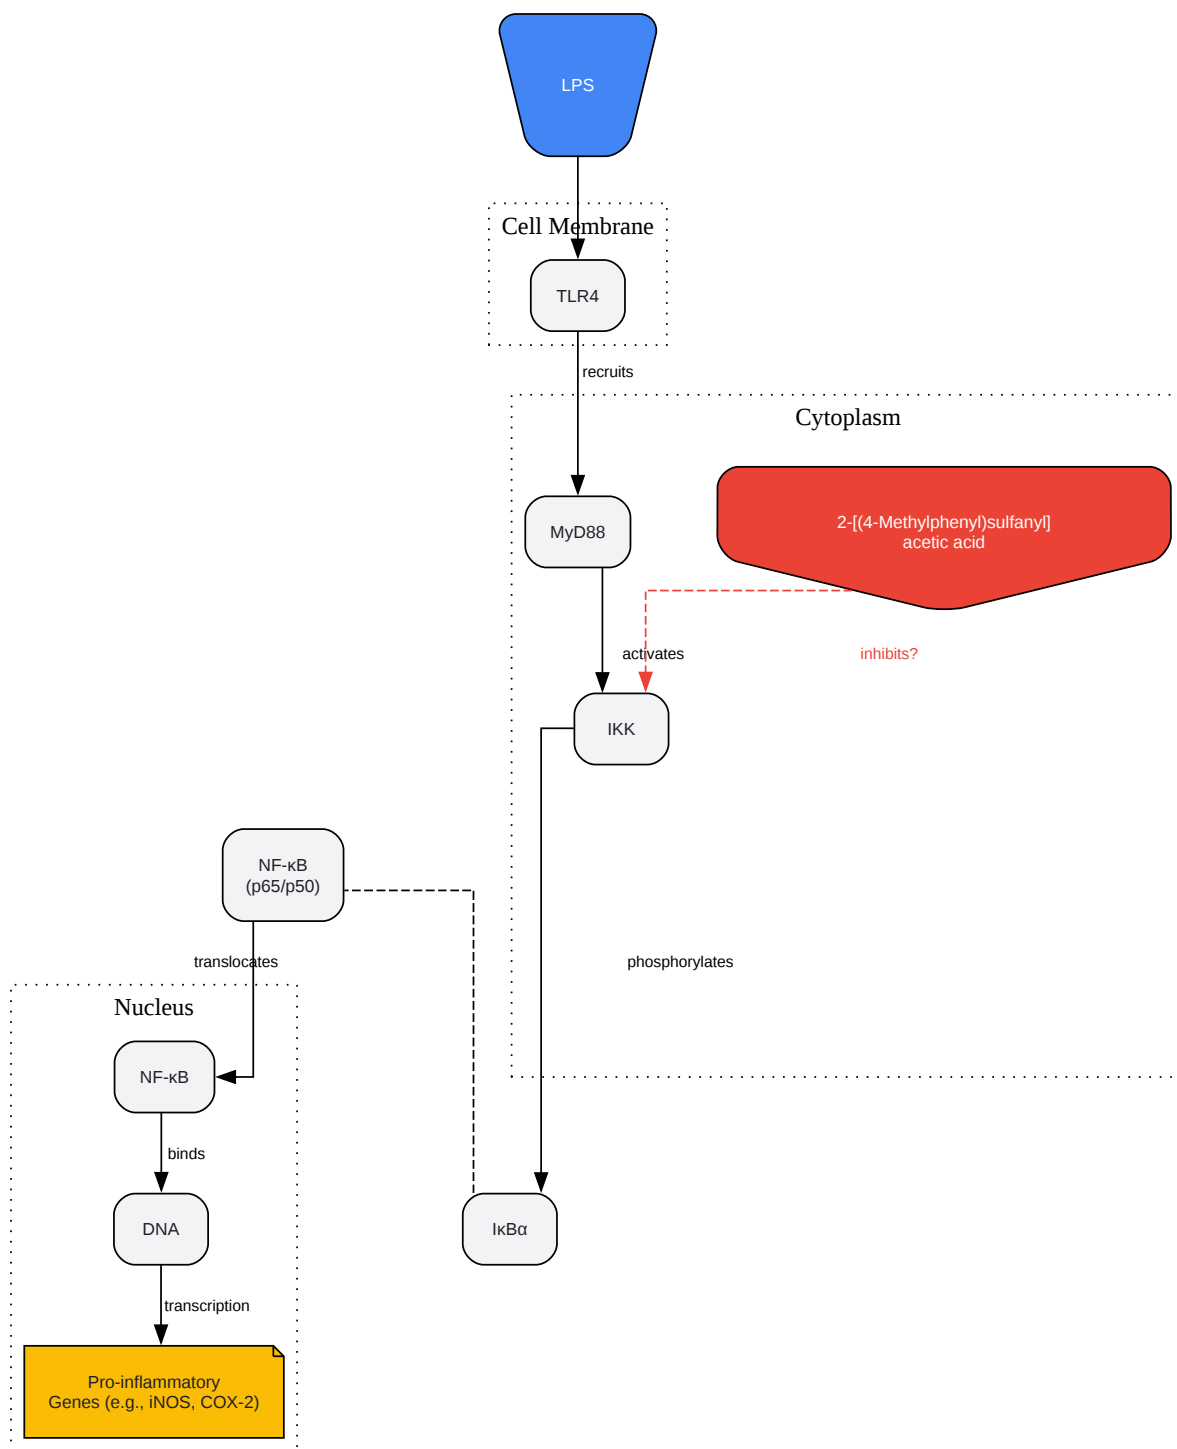 LPS
Cell Membrane
TLR4
recruits
Cytoplasm
MyD88
2-[(4-Methylphenyl)sulfanyl]
acetic acid
activates
inhibits?
IKK
NF-κB
(p65/p50)
translocates
phosphorylates
Nucleus
NF-κB
binds
DNA
IκBα
transcription
Pro-inflammatory
Genes (e.g., iNOS, COX-2)